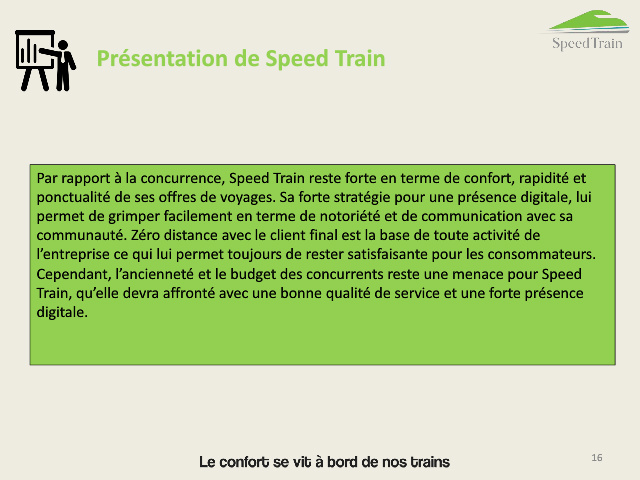 SpeedTrain
Présentation de Speed Train
Par rapport à la concurrence, Speed Train reste forte en terme de confort, rapidité et
ponctualité de ses offres de voyages. Sa forte stratégie pour une présence digitale, lui
permet de grimper facilement en terme de notoriété et de communication avec sa
communauté. Zéro distance avec le client final est la base de toute activité de
l’entreprise ce qui lui permet toujours de rester satisfaisante pour les consommateurs.
Cependant, l’ancienneté et le budget des concurrents reste une menace pour Speed
Train, qu’elle devra affronté avec une bonne qualité de service et une forte présence
digitale.
Le confort se vit à bord de nos trains
16